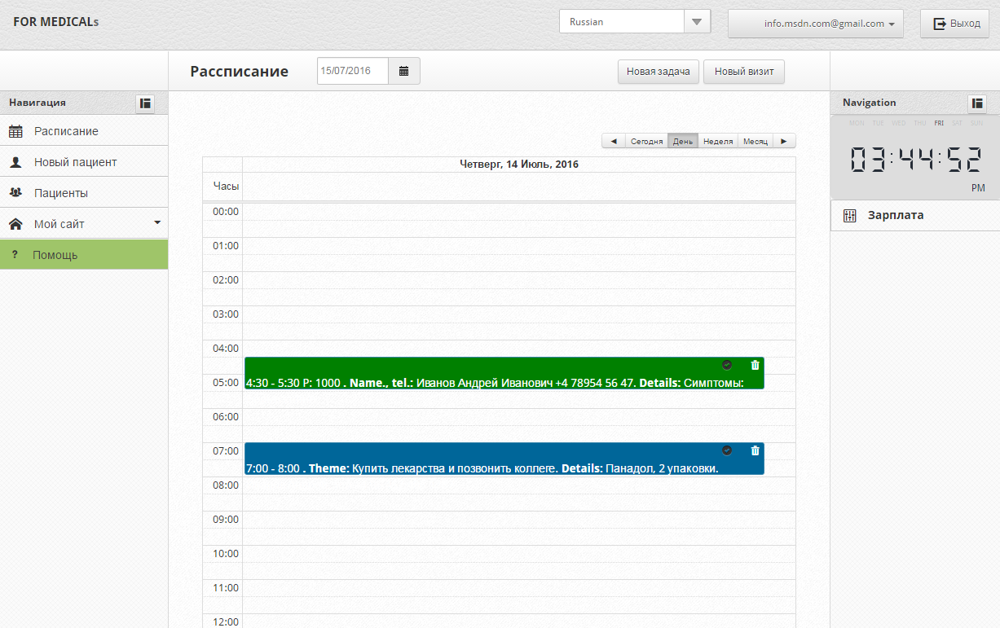 FOR MEDICALs
Russian
info.msdn.com@gmail.com
Выход
Рассписание
15/07/2016
Новая задача
Новый визит
Навигация
Расписание
Новый пациент
Пациенты
Мой сайт
? Помощь
Сегодня День Неделя Месяц
Четверг, 14 Июль, 2016
Часы
00:00
01:00
02:00
03:00
04:00
4:30 - 5:30 P: 1000 . Name., tel.: Иванов Андрей Иванович +4 78954 56 47. Details: Симптомы:
05:00
06:00
07:00
7:00 - 8:00 . Theme: Купить лекарства и позвонить коллеге. Details: Панадол, 2 упаковки.
08:00
09:00
10:00
11:00
12:00
Navigation
MON TUE WED THU FRI SAT SUN
03:44:52
PM
Зарплата